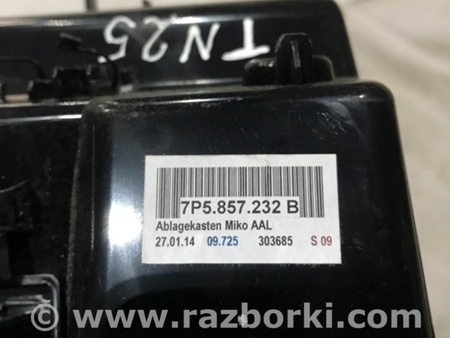 TN25
7P5.857.232 B
Ablagekasten Miko AAL
27.01.14 09.725 303685 S 09
www.razborki.com